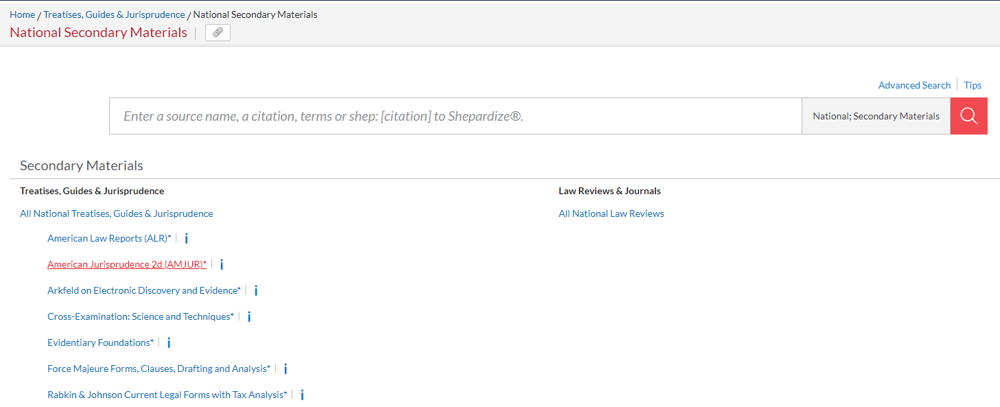 Home / Treatises, Guides & Jurisprudence / National Secondary Materials
National Secondary Materials
Advanced Search | Tips
Enter a source name, a citation, terms or shep: [citation] to Shepardize®.
National; Secondary Materials
Secondary Materials
Treatises, Guides & Jurisprudence
All National Treatises, Guides & Jurisprudence
American Law Reports (ALR)* | i
American Jurisprudence 2d (AMJUR)* | i
Arkfeld on Electronic Discovery and Evidence* | i
Cross-Examination: Science and Techniques* | i
Evidentiary Foundations* | i
Force Majeure Forms, Clauses, Drafting and Analysis* | i
Rabkin & Johnson Current Legal Forms with Tax Analysis* | i
Law Reviews & Journals
All National Law Reviews